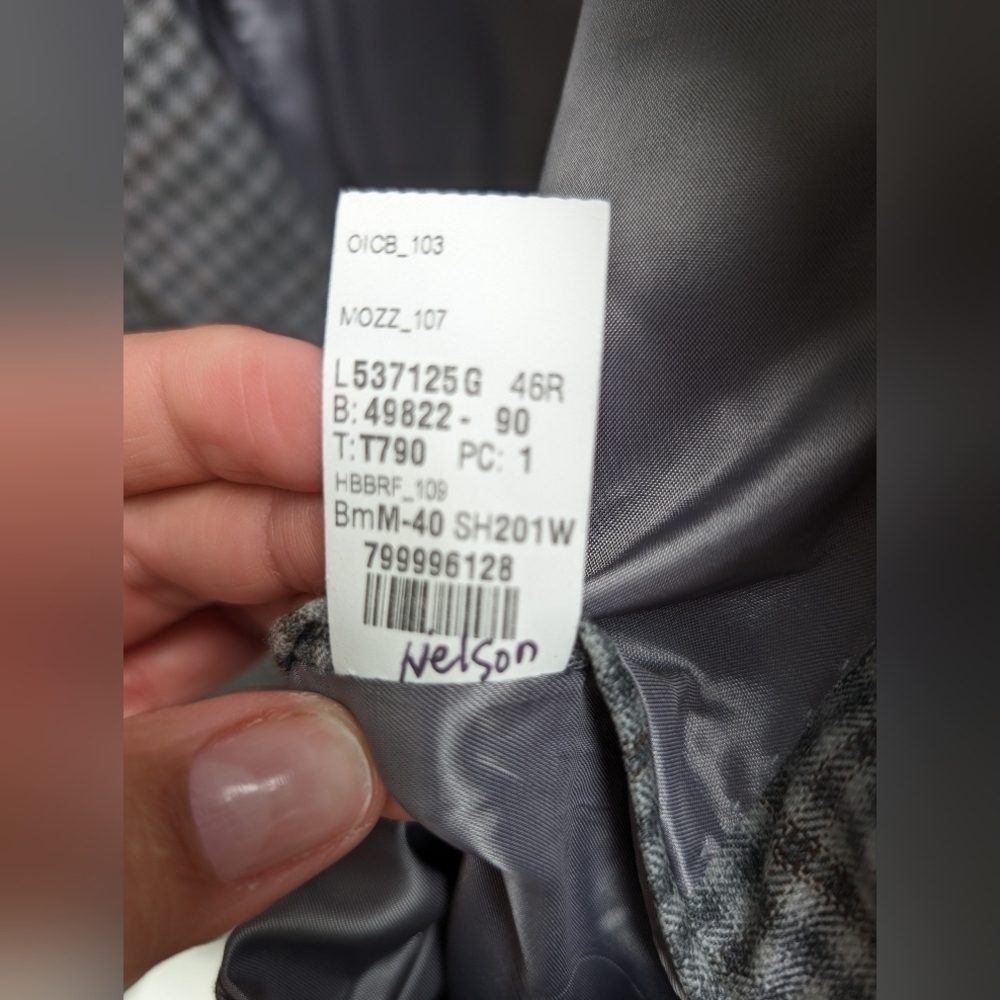 OICB_103
MOZZ_107
L537125G 46R
B: 49822 - 90
T: T790 PC: 1
HBBRF_109
BmM-40 SH201W
799996128
Nelson